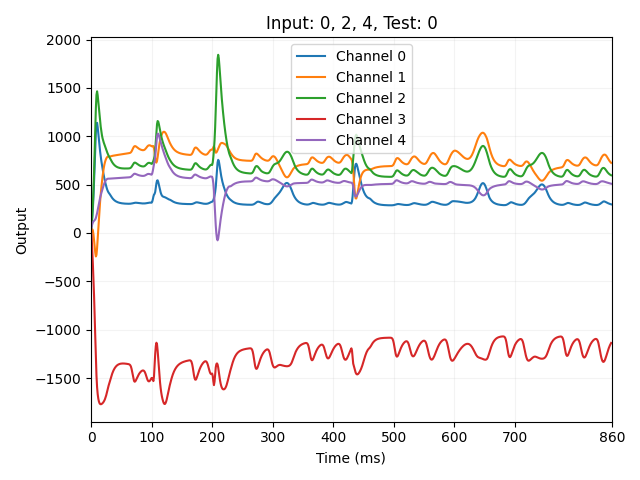 Input: 0, 2, 4, Test: 0
2000
1500
1000
500
0
−500
−1000
−1500
Output
Channel 0
Channel 1
Channel 2
Channel 3
Channel 4
0 100 200 300 400 500 600 700 860
Time (ms)